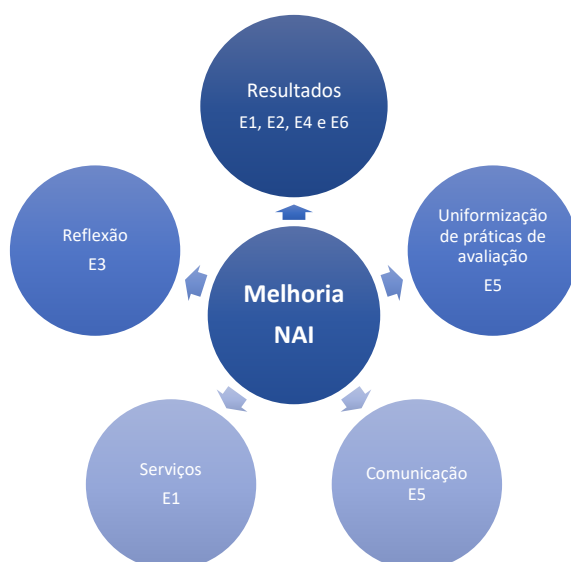 Resultados
E1, E2, E4 e E6
Reflexão
E3
Uniformização
de práticas de
avaliação
E5
Melhoria
NAI
Serviços
E1
Comunicação
E5